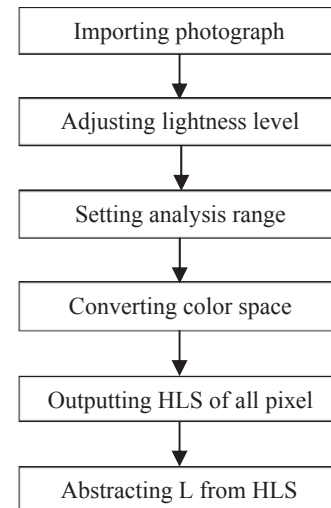 Importing photograph
Adjusting lightness level
Setting analysis range
Converting color space
Outputting HLS of all pixel
Abstracting L from HLS